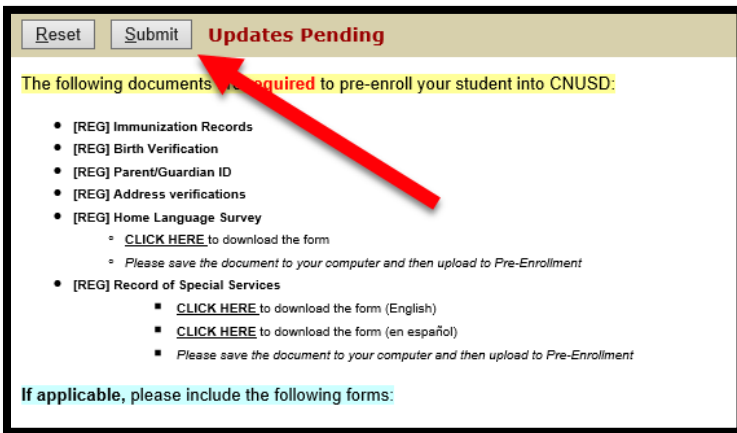 Reset Submit Updates Pending
The following documents required to pre-enroll your student into CNUSD:
[REG] Immunization Records
[REG] Birth Verification
[REG] Parent/Guardian ID
[REG] Address verifications
[REG] Home Language Survey
CLICK HERE to download the form
Please save the document to your computer and then upload to Pre-Enrollment
[REG] Record of Special Services
CLICK HERE to download the form (English)
CLICK HERE to download the form (en español)
Please save the document to your computer and then upload to Pre-Enrollment
If applicable, please include the following forms: